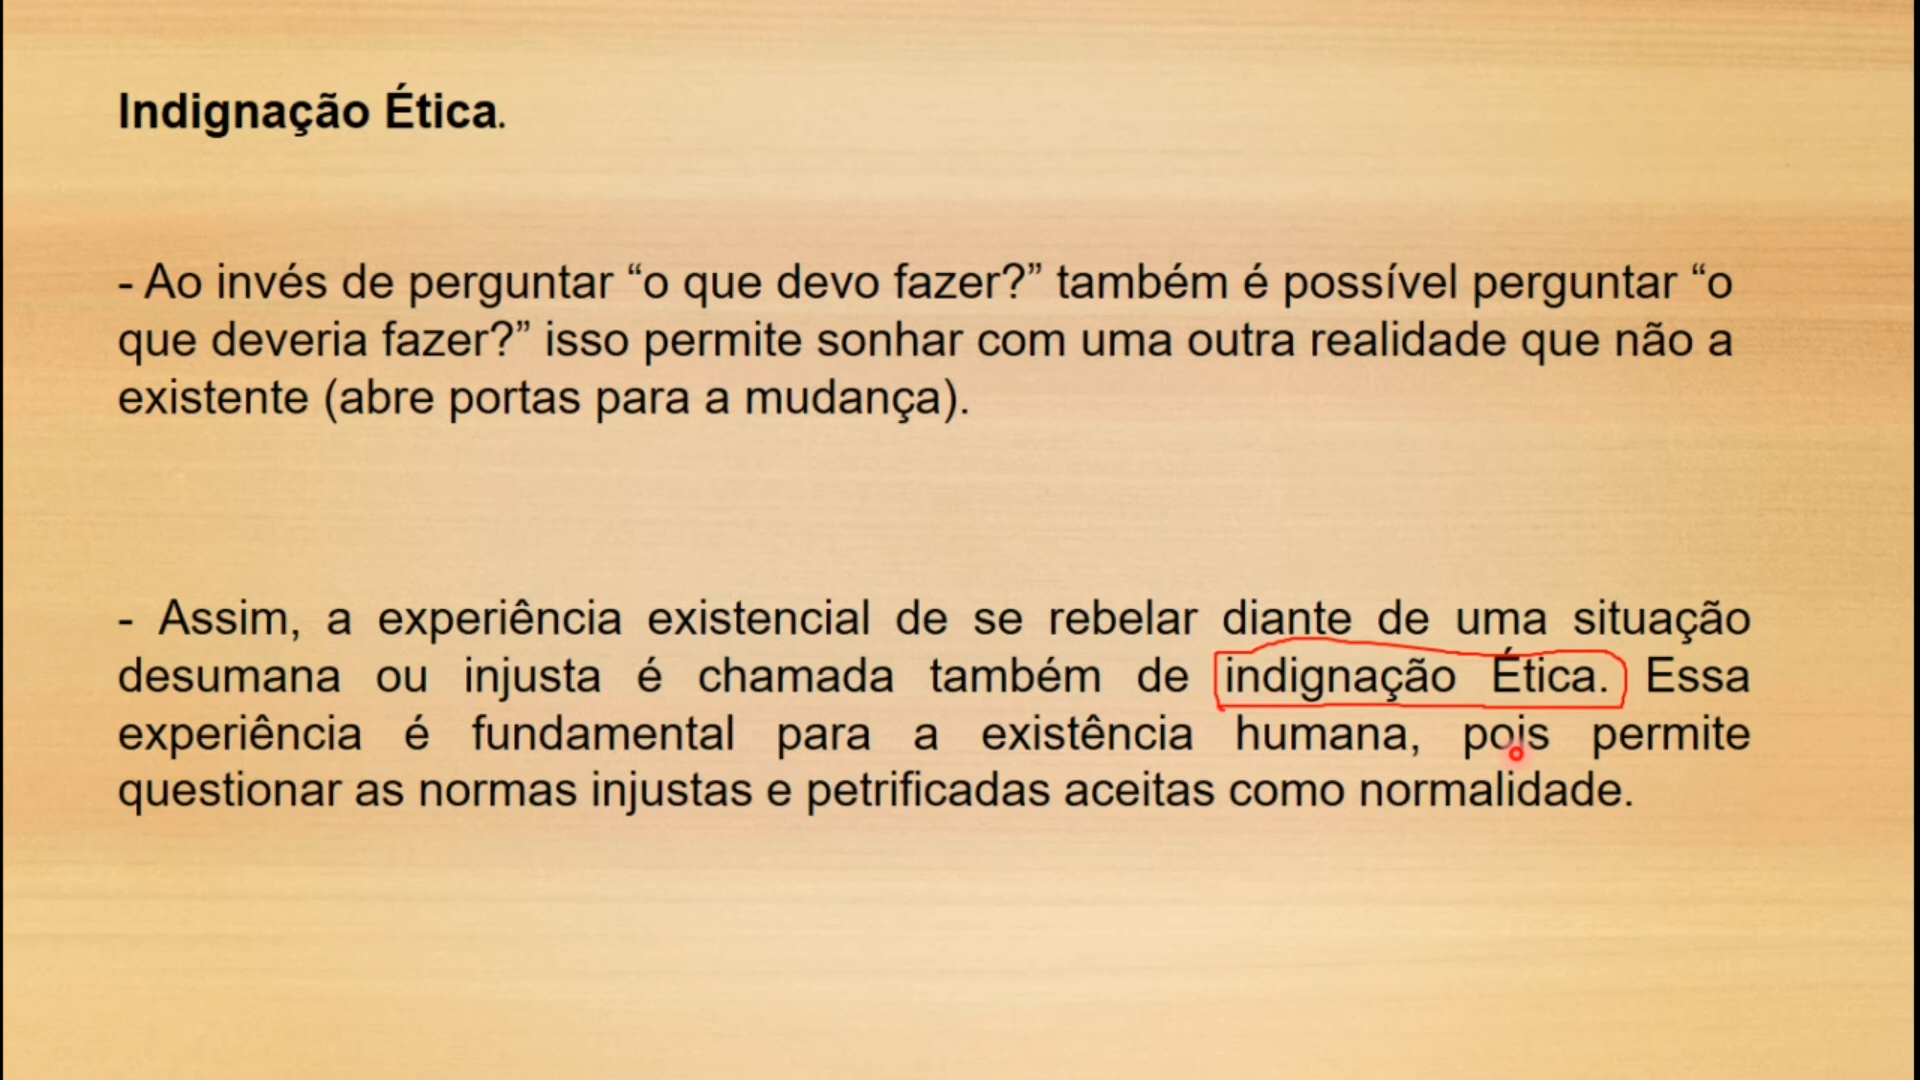 Indignação Ética.
- Ao invés de perguntar “o que devo fazer?” também é possível perguntar “o
que deveria fazer?” isso permite sonhar com uma outra realidade que não a
existente (abre portas para a mudança).
- Assim, a experiência existencial de se rebelar diante de uma situação
desumana ou injusta é chamada também de indignação Ética. Essa
experiência é fundamental para a existência humana, pois permite
questionar as normas injustas e petrificadas aceitas como normalidade.